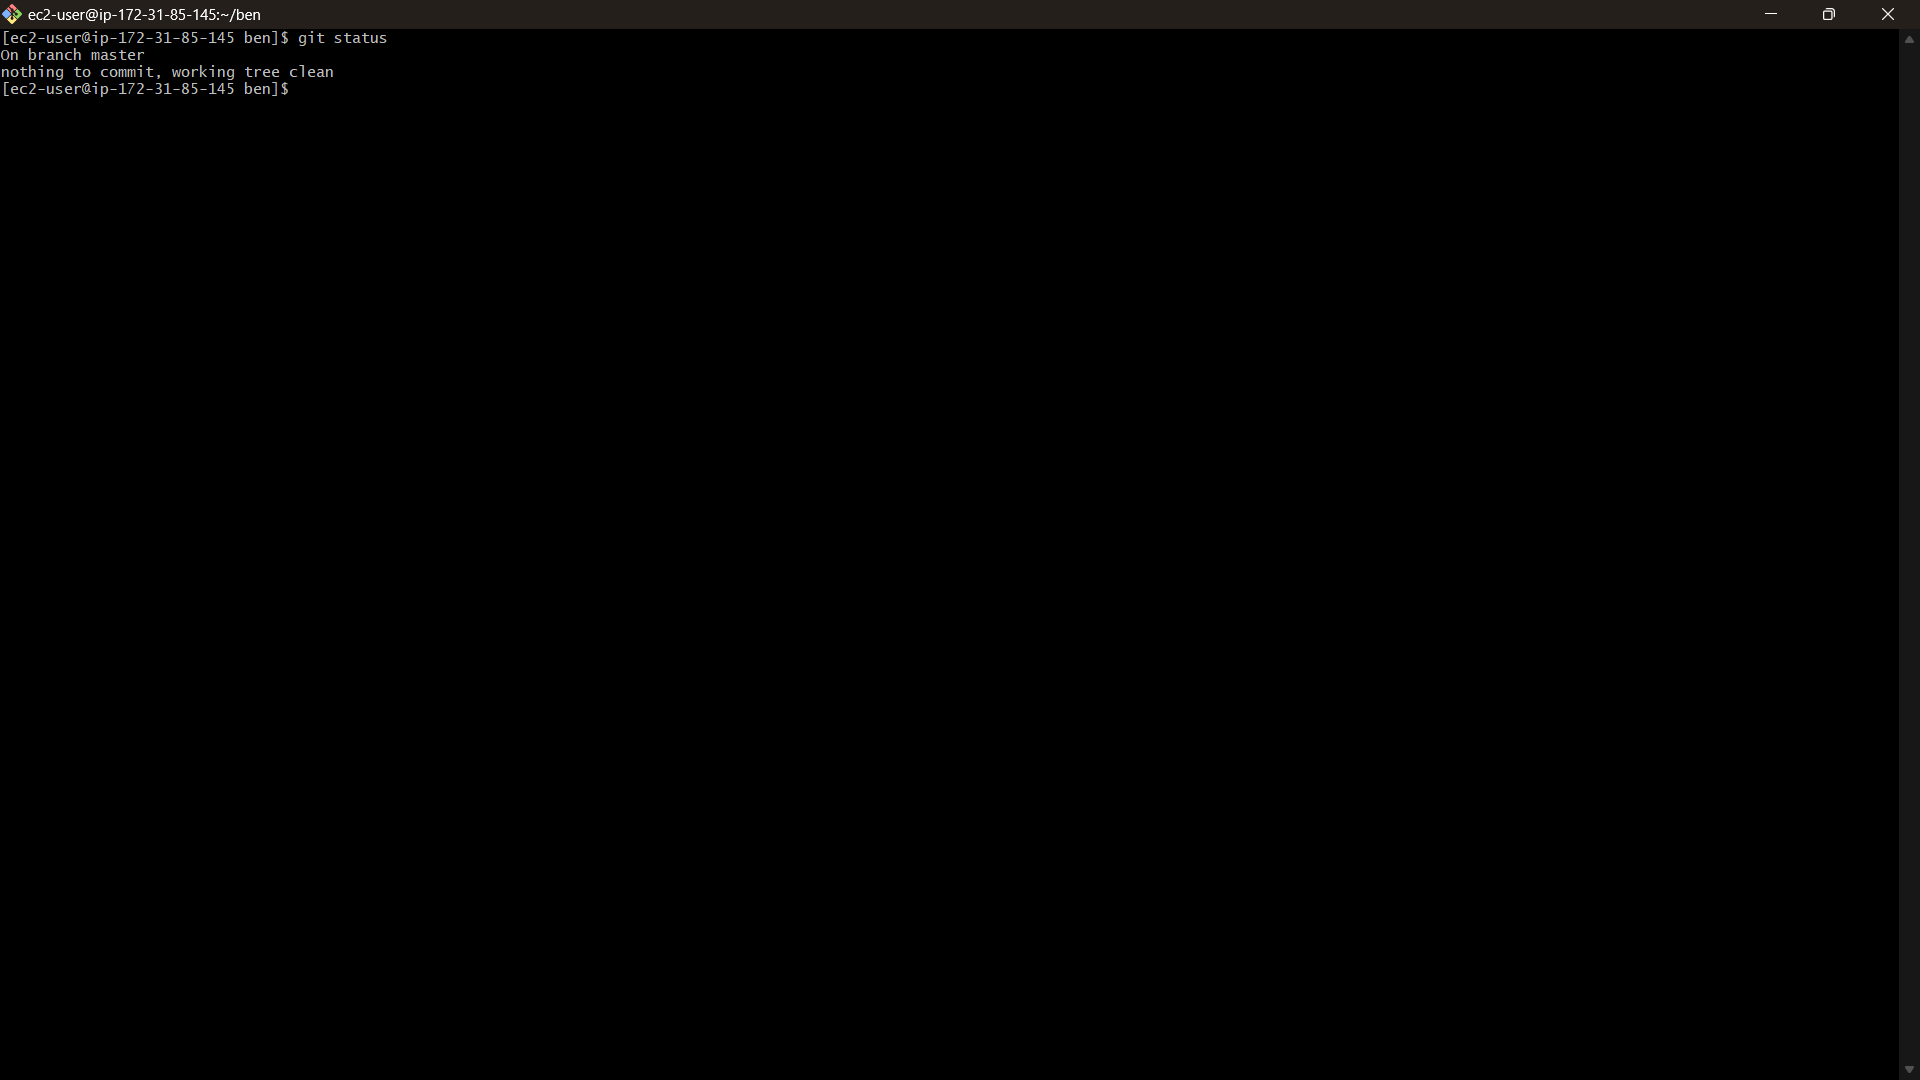 ec2-user@ip-172-31-85-145:~/ben
[ec2-user@ip-172-31-85-145 ben]$ git status
On branch master
nothing to commit, working tree clean
[ec2-user@ip-172-31-85-145 ben]$